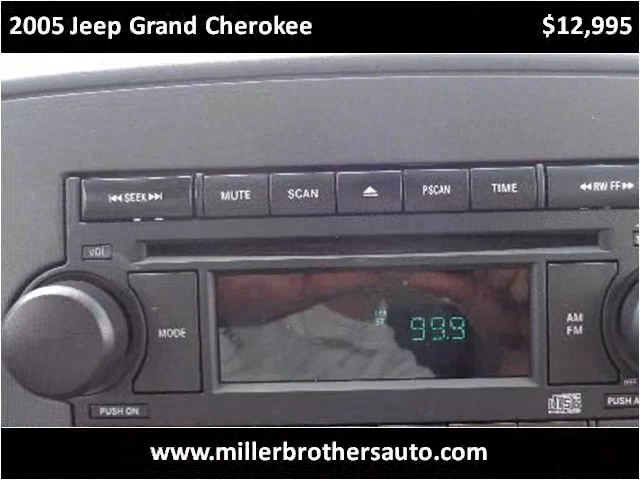 2005 Jeep Grand Cherokee $12,995
SEEK MUTE SCAN PSCAN TIME RW FF
VOL
ST 99.9
MODE AM
FM
PUSH ON PUSH A
www.millerbrothersauto.com